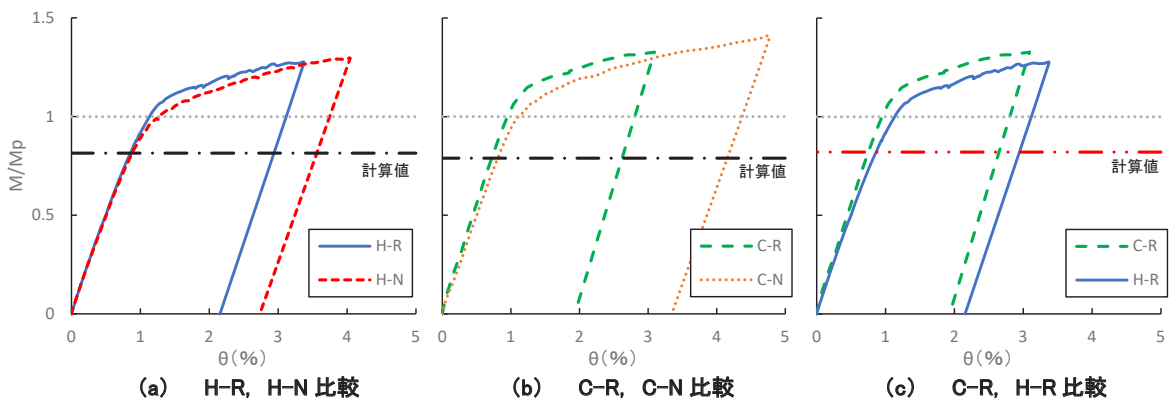 1.5
1
0.5
0
M/Mp
計算値
H-R
H-N
0 1 2 3 4 5
θ(%)
(a) H-R, H-N 比較
計算値
C-R
C-N
0 1 2 3 4 5
θ(%)
(b) C-R, C-N 比較
計算値
C-R
H-R
0 1 2 3 4 5
θ(%)
(c) C-R, H-R 比較